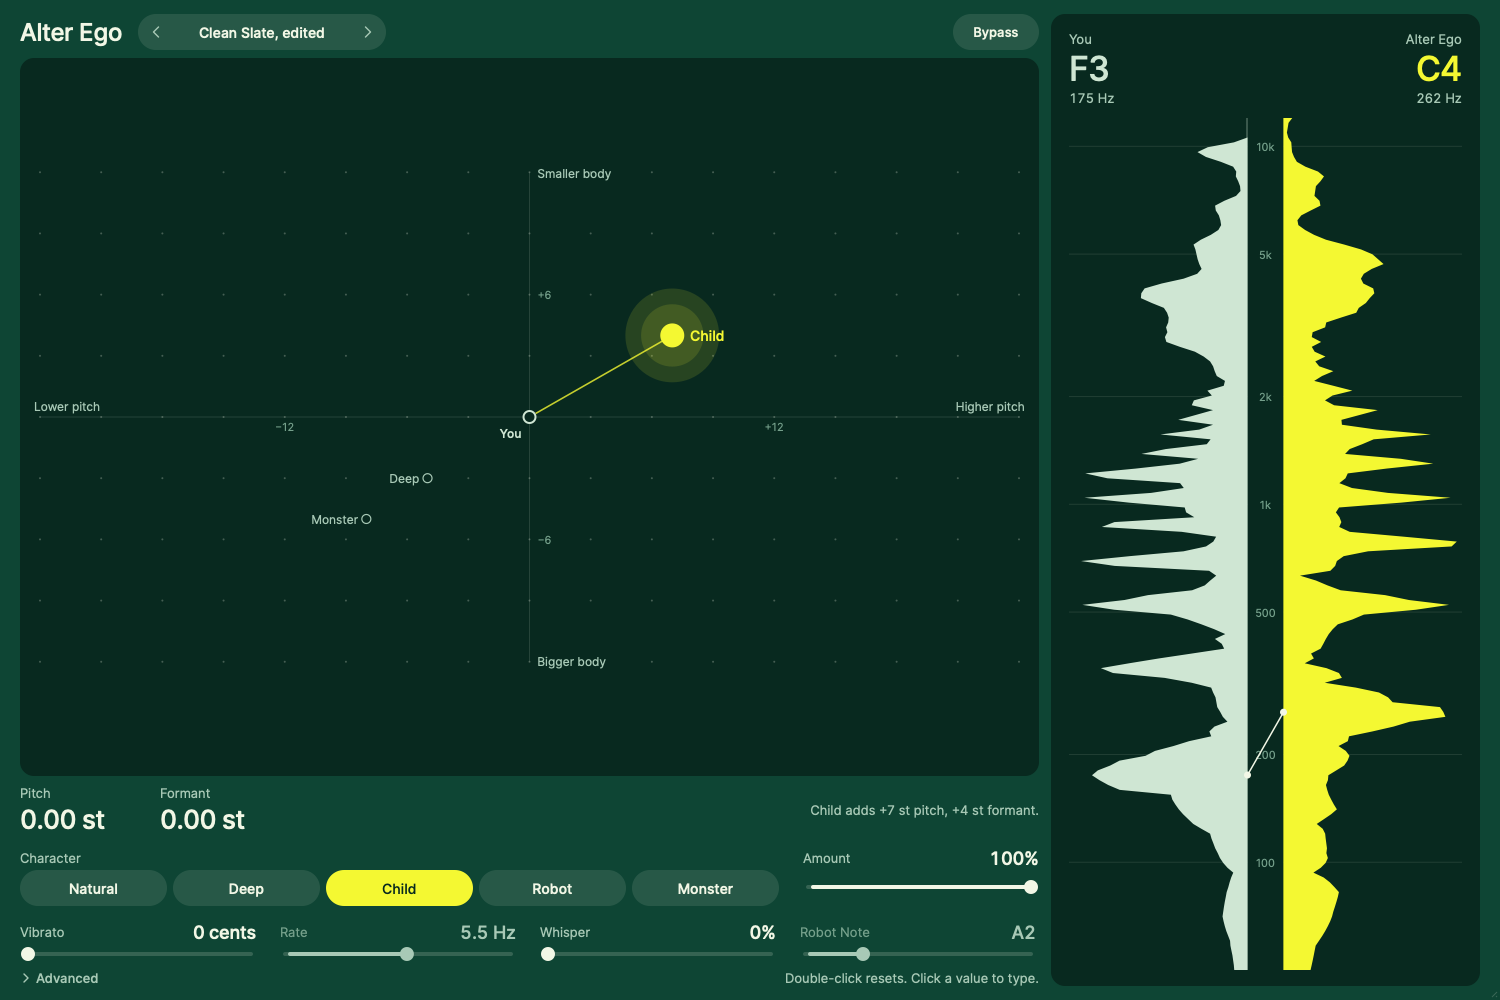 Alter Ego
Clean Slate, edited
Bypass
You
Alter Ego
F3
C4
175 Hz
262 Hz
10k
5k
2k
1k
500
200
100
Smaller body
+6
Child
Lower pitch
Higher pitch
−12
+12
You
Deep
Monster
−6
Bigger body
Pitch
Formant
0.00 st
0.00 st
Child adds +7 st pitch, +4 st formant.
Character
Amount
100%
Natural
Deep
Child
Robot
Monster
Vibrato
0 cents
Rate
5.5 Hz
Whisper
0%
Robot Note
A2
Advanced
Double-click resets. Click a value to type.